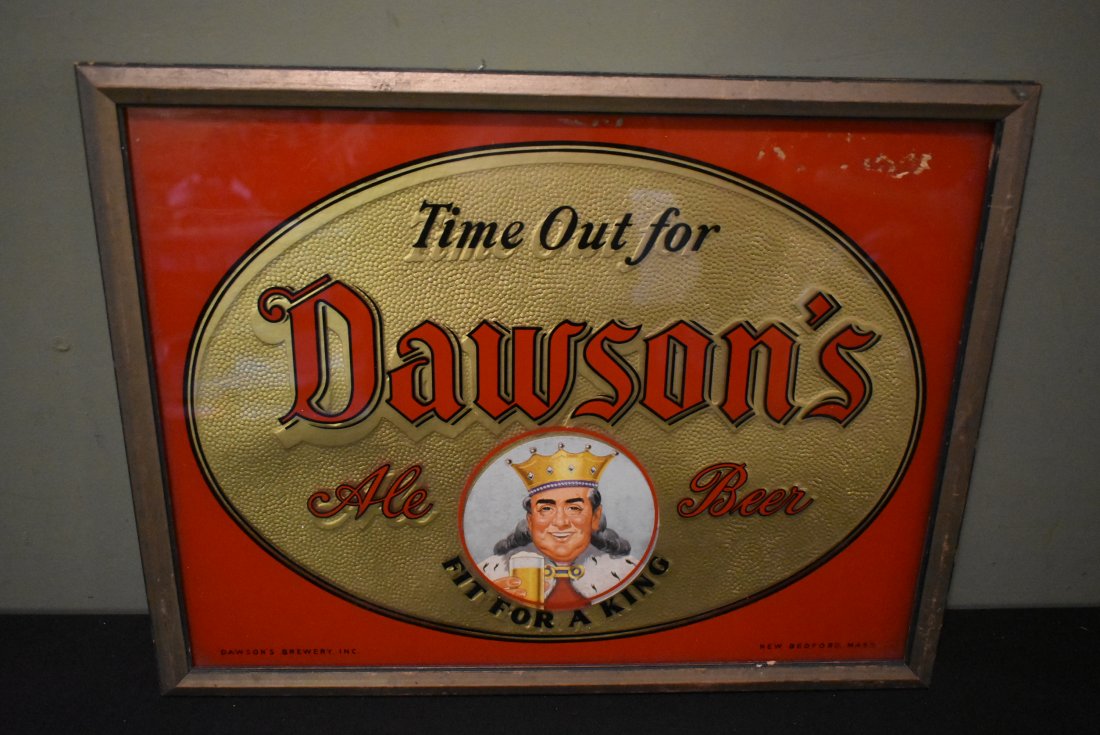 Time Out for
Dawson's
Ale Beer
FIT FOR A KING
DAWSON'S BREWERY, INC.
NEW BEDFORD, MASS.